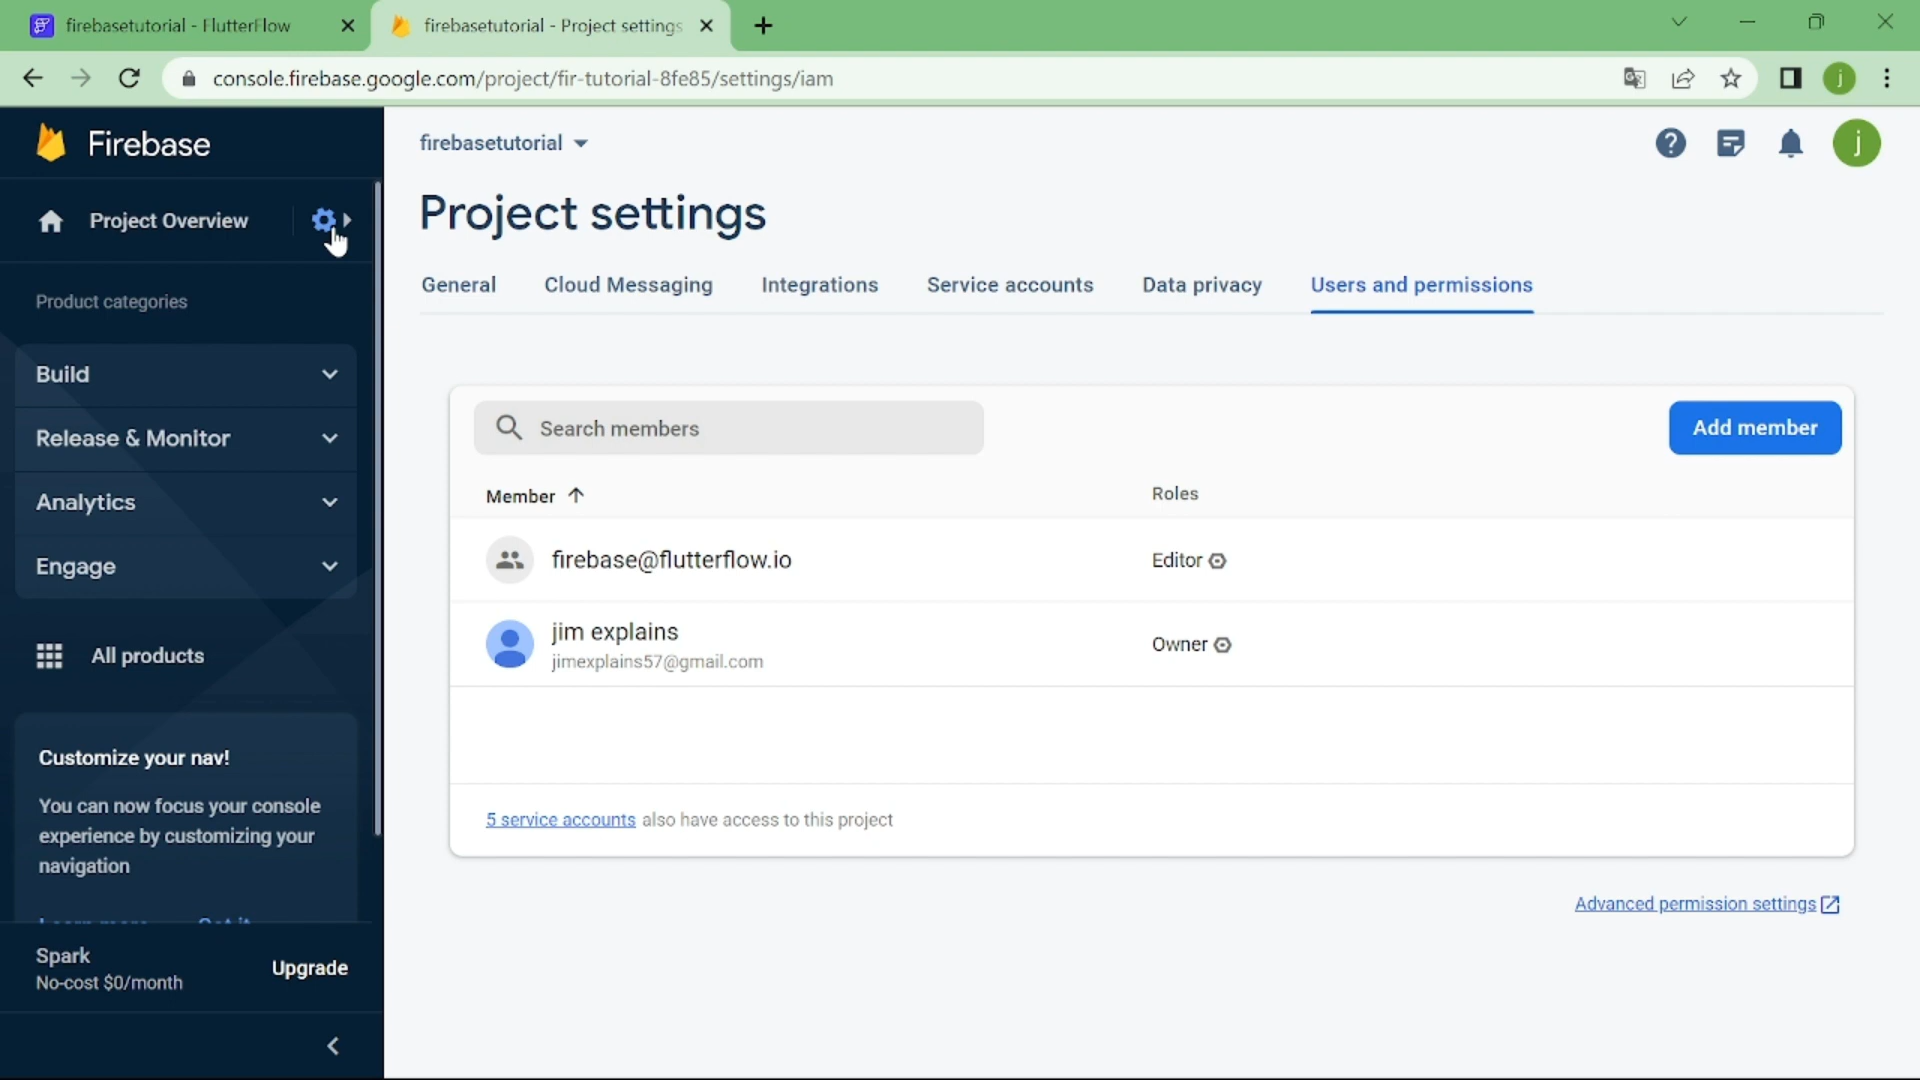 firebasetutorial - FlutterFlow
firebasetutorial - Project settings
console.firebase.google.com/project/fir-tutorial-8fe85/settings/iam
j
Firebase
firebasetutorial
j
Project Overview
Project settings
General Cloud Messaging Integrations Service accounts Data privacy Users and permissions
Product categories
Build
Release & Monitor
Analytics
Engage
All products
Customize your nav!
You can now focus your console
experience by customizing your
navigation
Learn more Got it
Spark
No-cost $0/month
Upgrade
Search members
Add member
Member Roles
firebase@flutterflow.io Editor
jim explains
jimexplains57@gmail.com
Owner
5 service accounts also have access to this project
Advanced permission settings